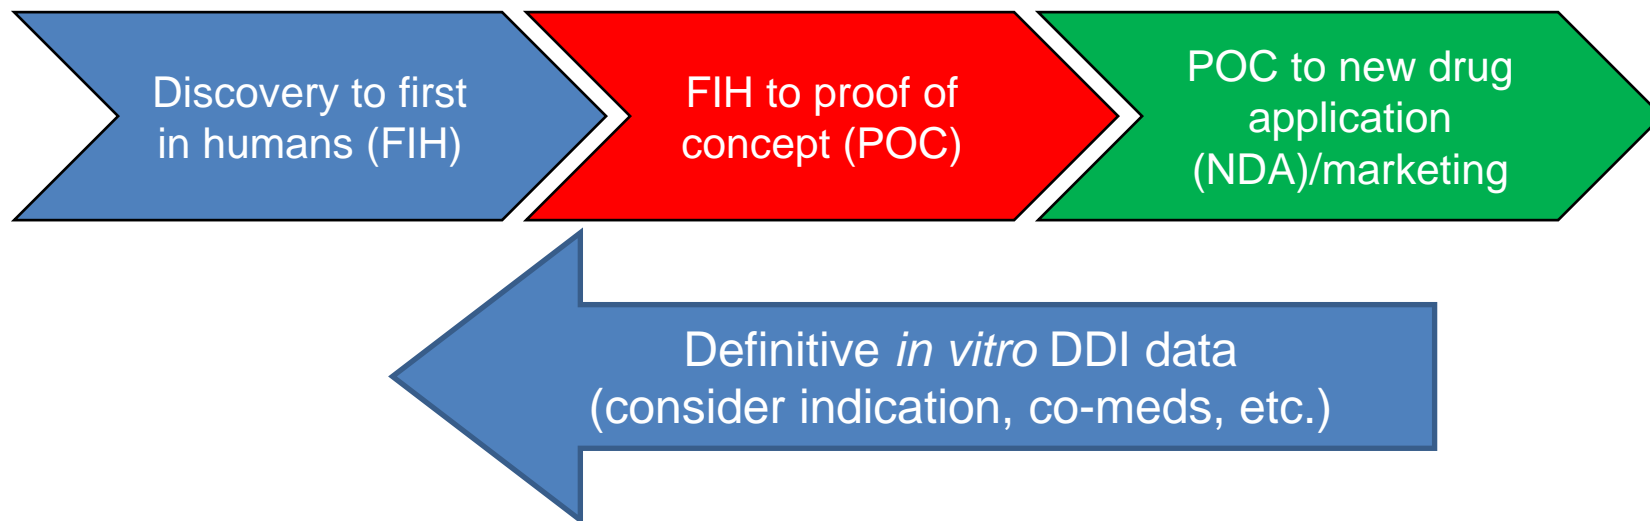 Discovery to first
in humans (FIH)
FIH to proof of
concept (POC)
POC to new drug
application
(NDA)/marketing
Definitive in vitro DDI data
(consider indication, co-meds, etc.)